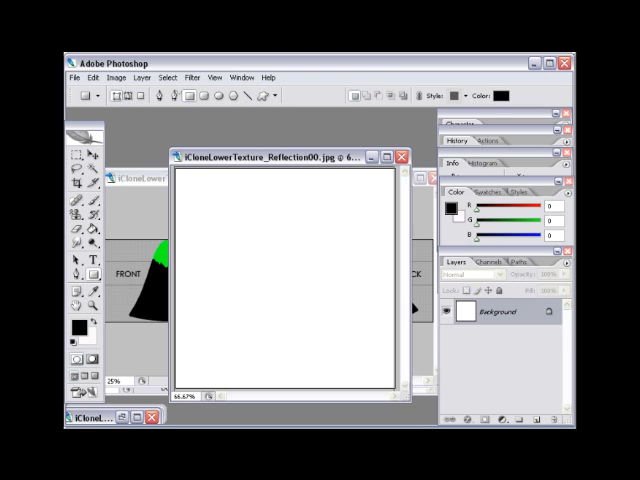 Adobe Photoshop
File Edit Image Layer Select Filter View Window Help
Style: Color:
Character
History Actions
iCloneLowerTexture_Reflection00.jpg @ 6...
Info Histogram
iCloneLower
Color Swatches Styles
R 0
G 0
B 0
Layers Channels Paths
FRONT
CK
Normal Opacity: 100%
Lock: Fill: 100%
Background
25%
66.67%
iCloneL...